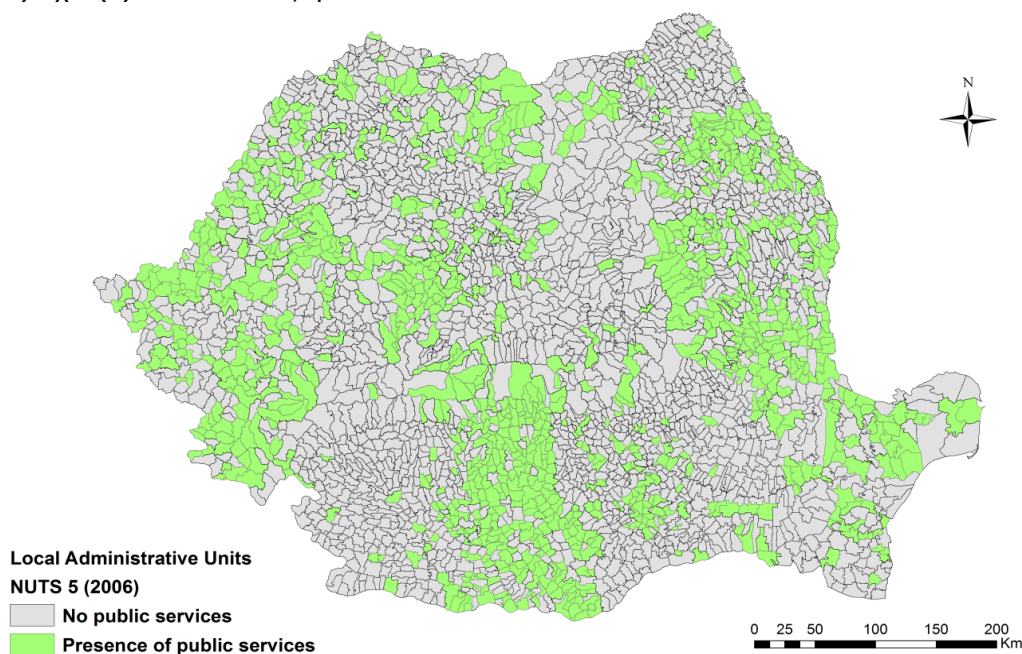 N
Local Administrative Units
NUTS 5 (2006)
No public services
Presence of public services
0 25 50 100 150 200
Km